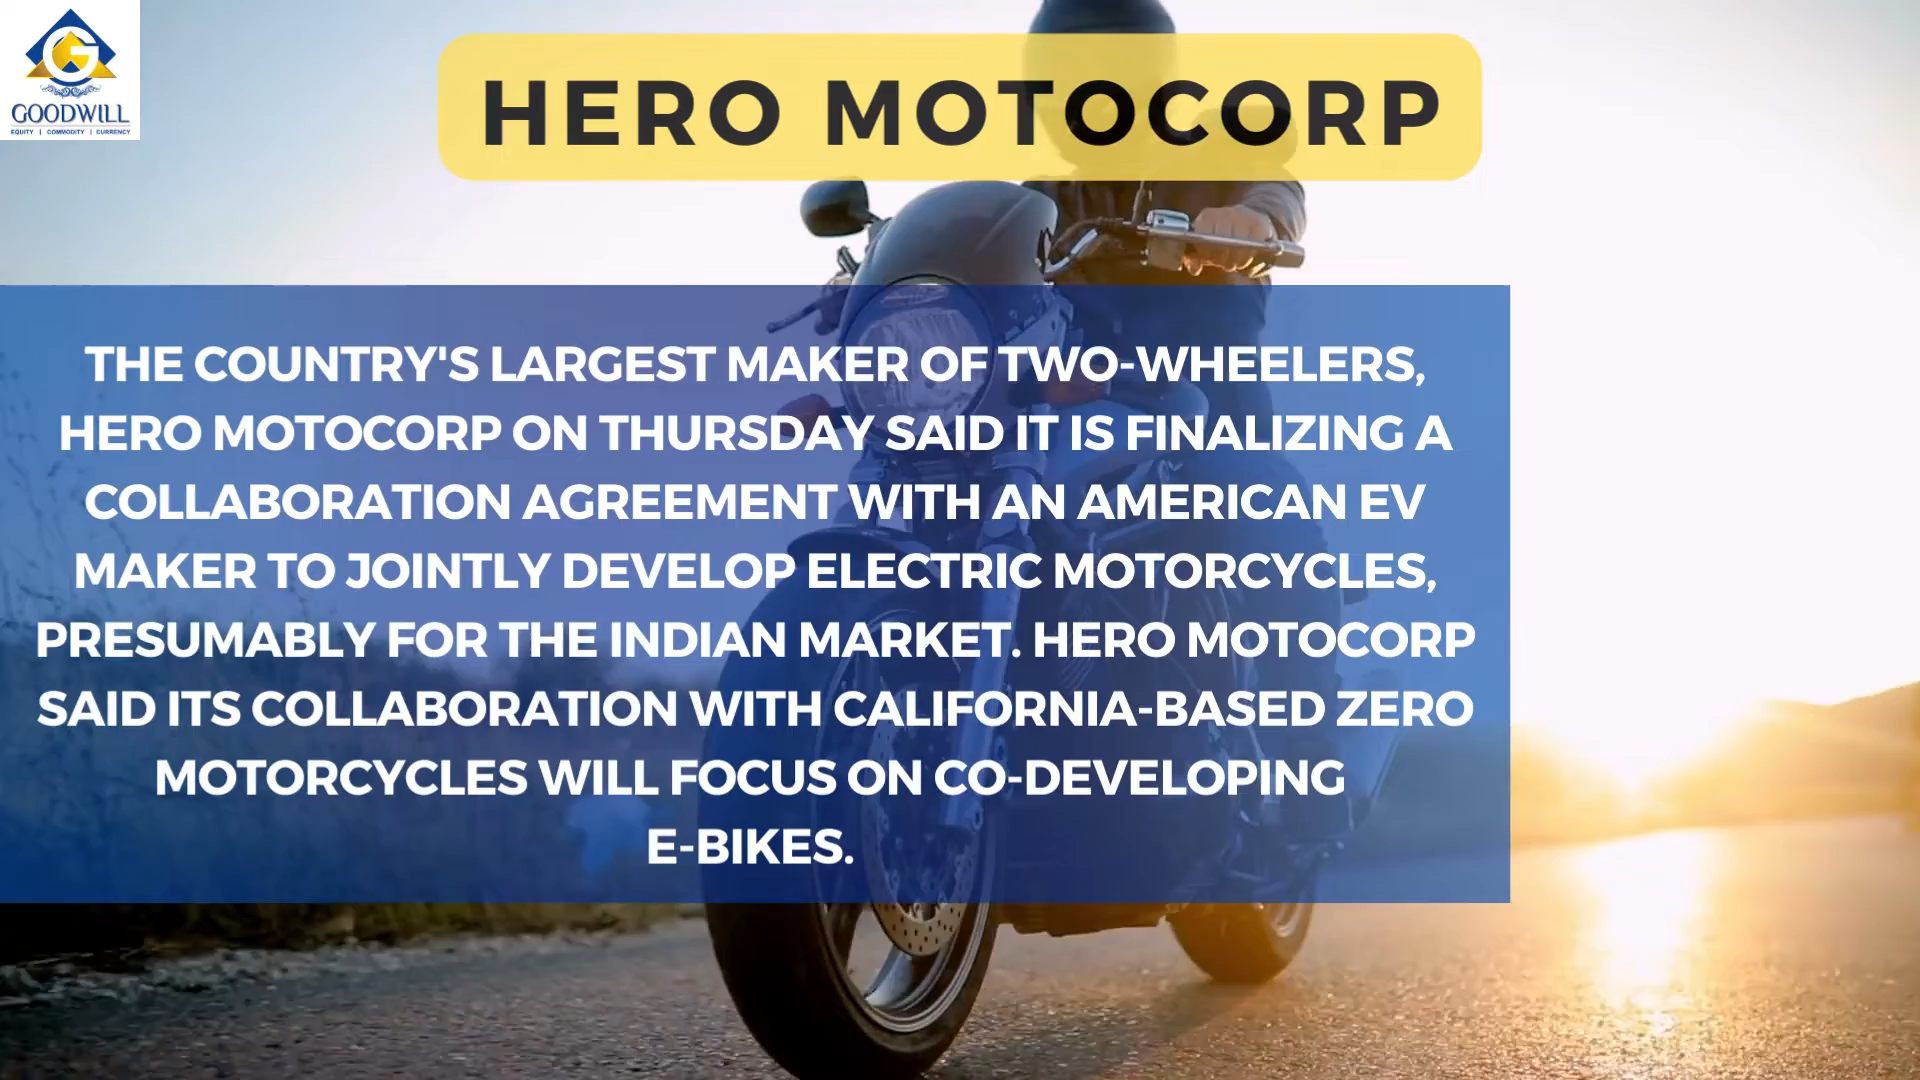 GOODWILL
EQUITY | COMMODITY | CURRENCY
HERO MOTOCORP
THE COUNTRY'S LARGEST MAKER OF TWO-WHEELERS,
HERO MOTOCORP ON THURSDAY SAID IT IS FINALIZING A
COLLABORATION AGREEMENT WITH AN AMERICAN EV
MAKER TO JOINTLY DEVELOP ELECTRIC MOTORCYCLES,
PRESUMABLY FOR THE INDIAN MARKET. HERO MOTOCORP
SAID ITS COLLABORATION WITH CALIFORNIA-BASED ZERO
MOTORCYCLES WILL FOCUS ON CO-DEVELOPING
E-BIKES.